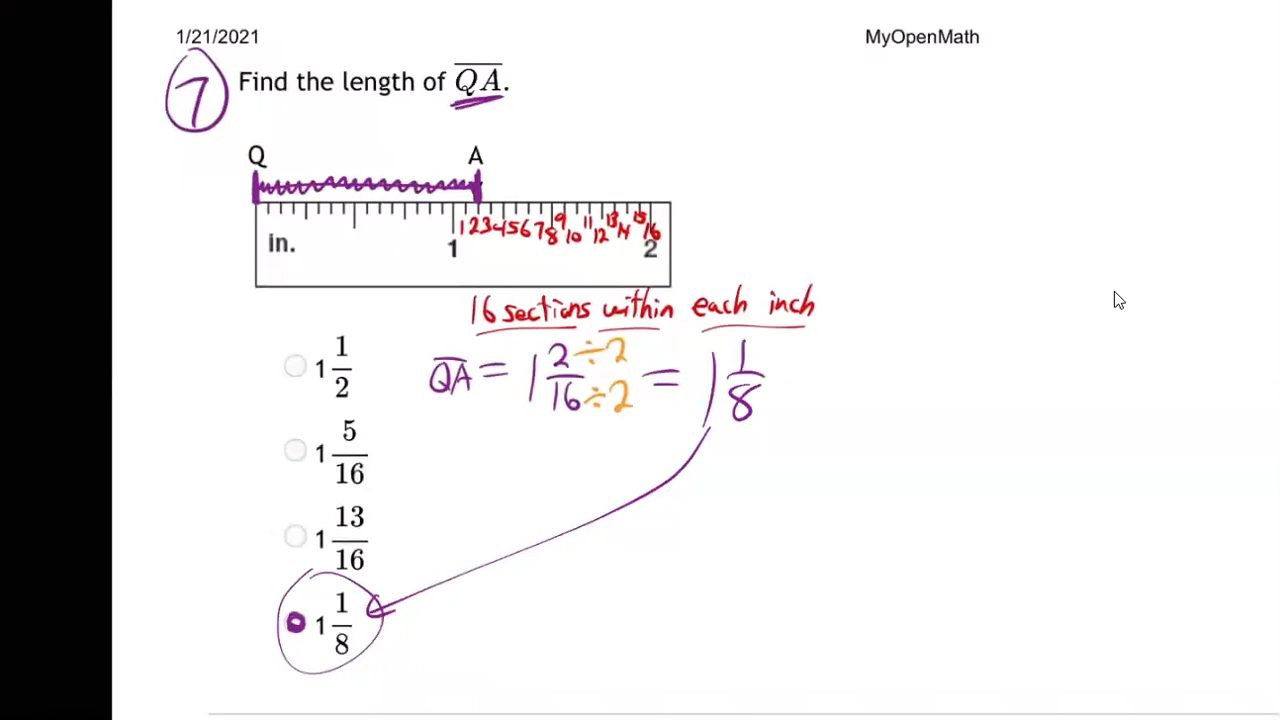 1/21/2021 MyOpenMath
7 Find the length of QA.
Q A
1 2 3 4 5 6 7 8 9 10 11 12 13 14 15 16
in. 1 2
16 sections within each inch
1 1/2
QA = 1 2÷2/16÷2 = 1 1/8
1 5/16
1 13/16
1 1/8